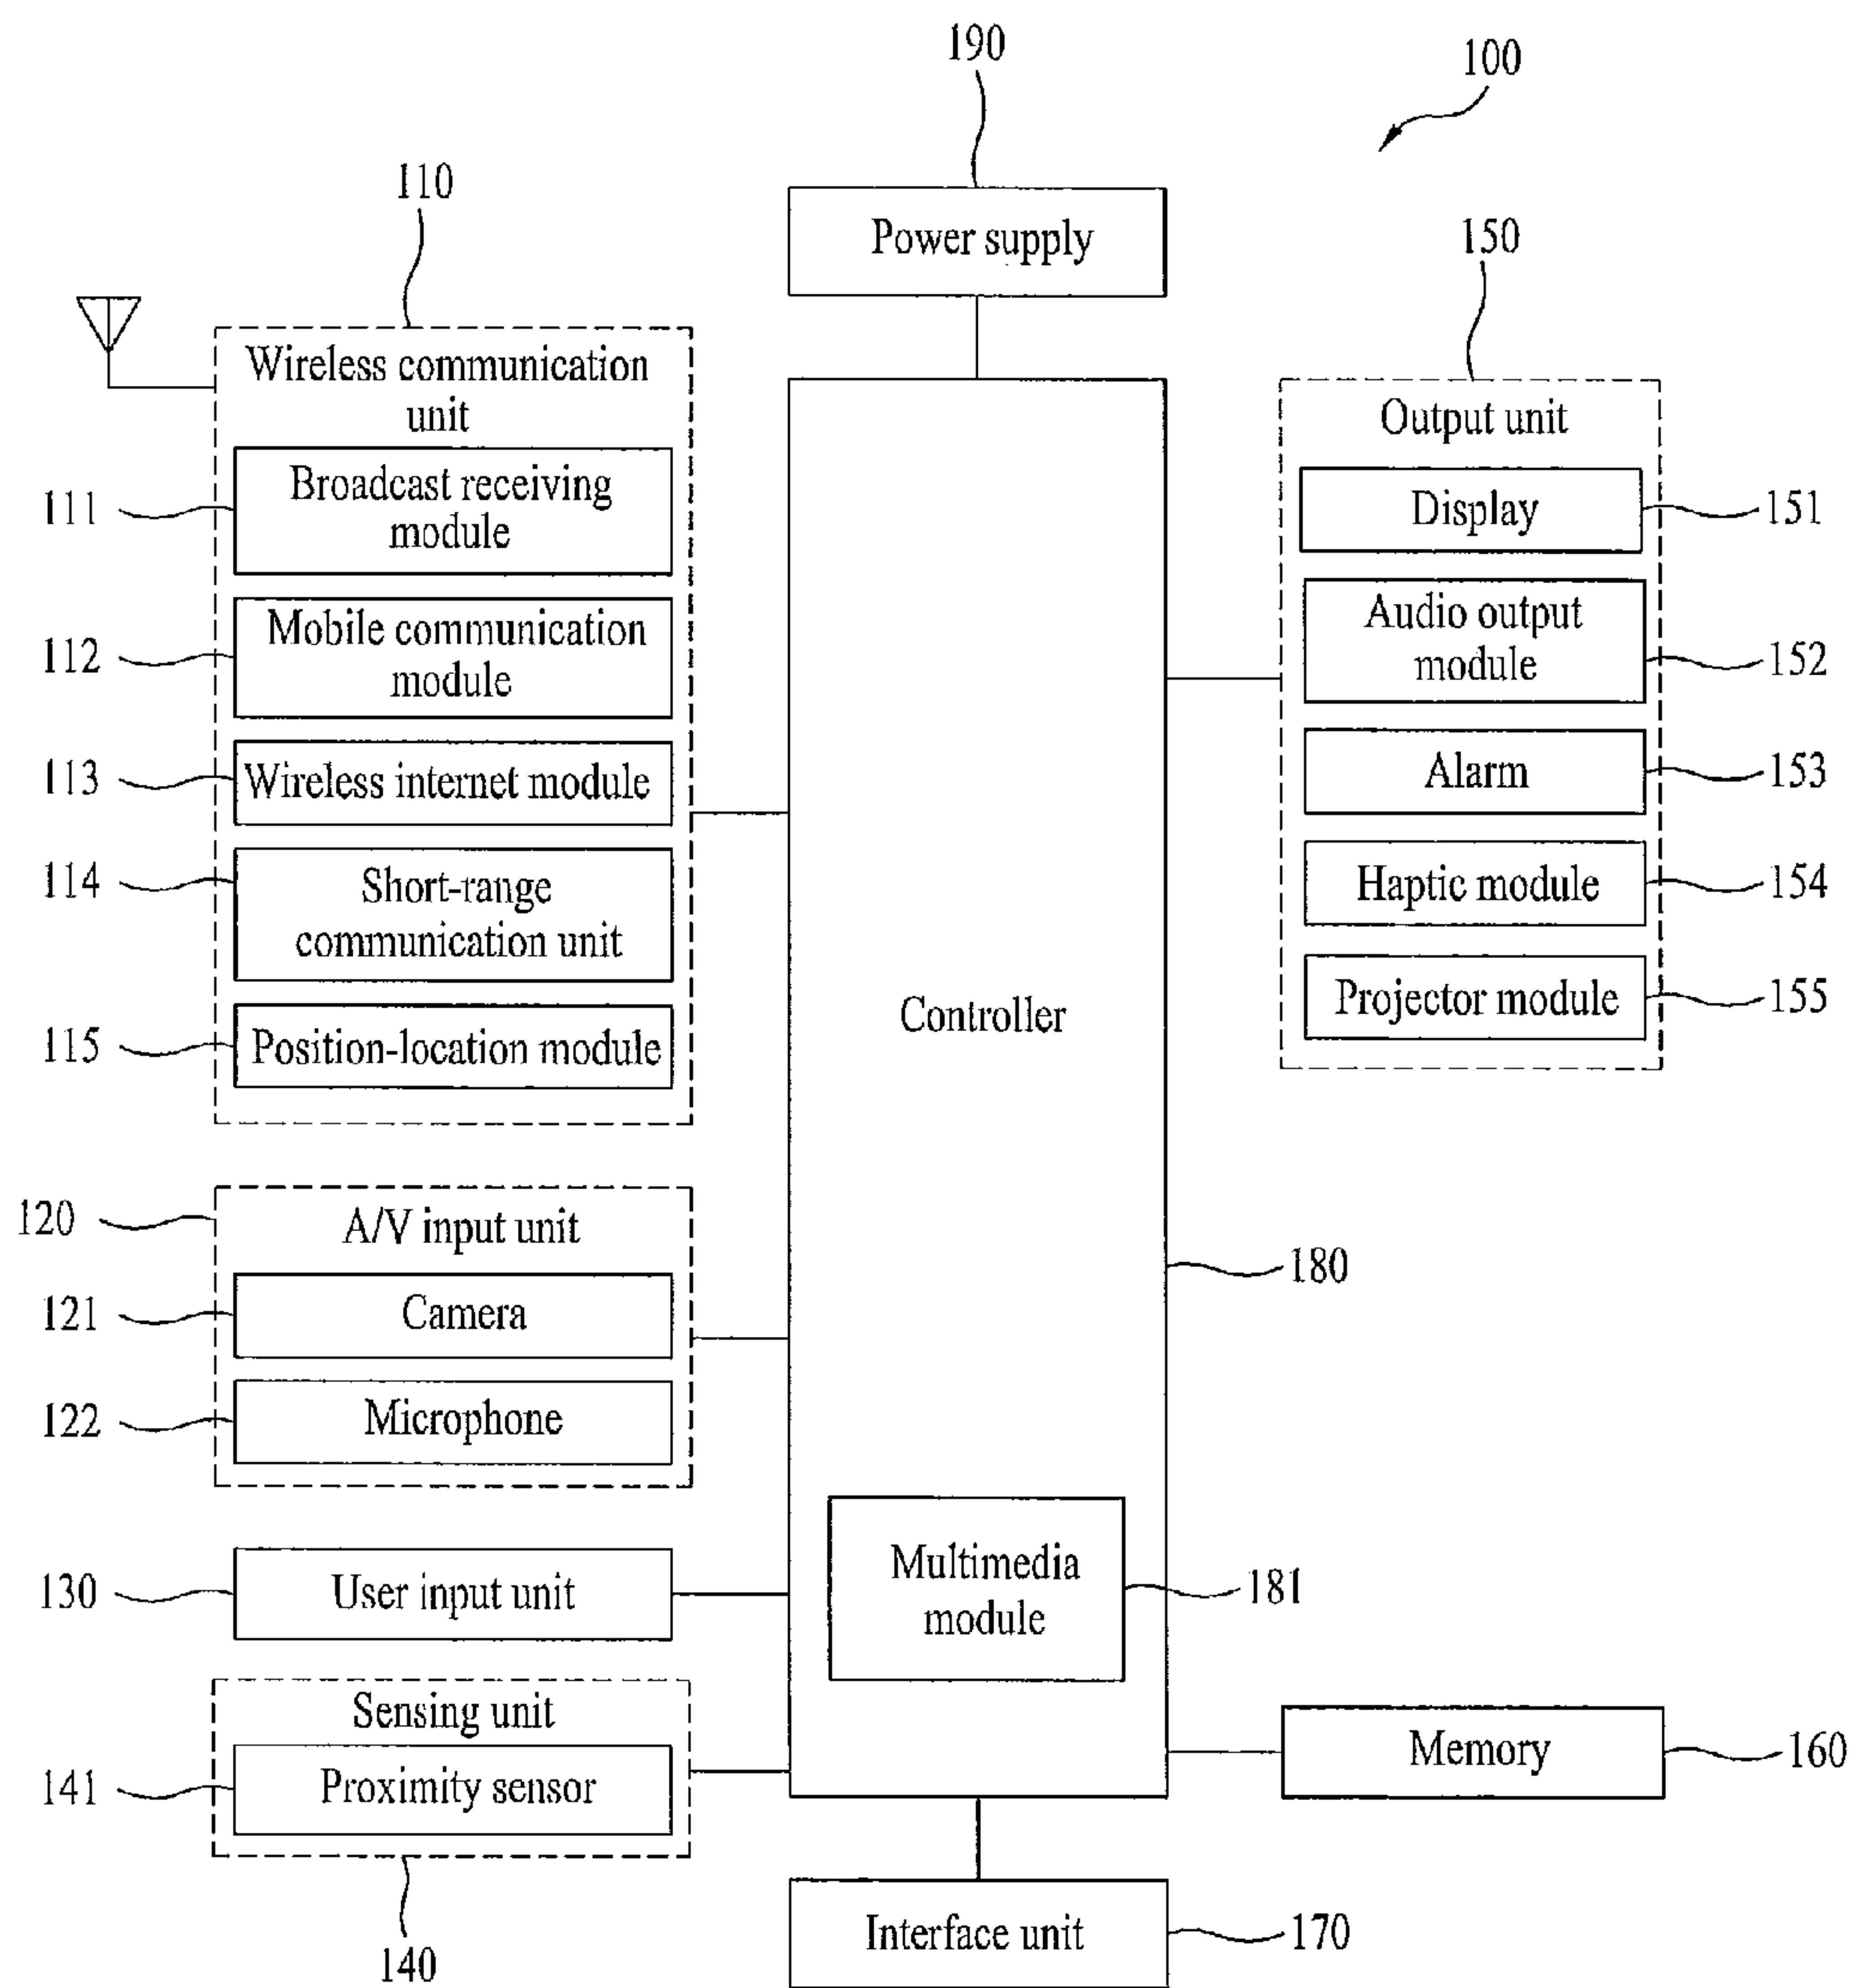 190
100
110
Power supply
150
Wireless communication
unit
Output unit
111
Broadcast receiving
module
Display
151
112
Mobile communication
module
Audio output
module
152
113
Wireless internet module
Alarm
153
114
Short-range
communication unit
Haptic module
154
115
Position-location module
Controller
Projector module
155
120
A/V input unit
180
121
Camera
122
Microphone
130
User input unit
Multimedia
module
181
Sensing unit
141
Proximity sensor
Memory
160
140
Interface unit
170